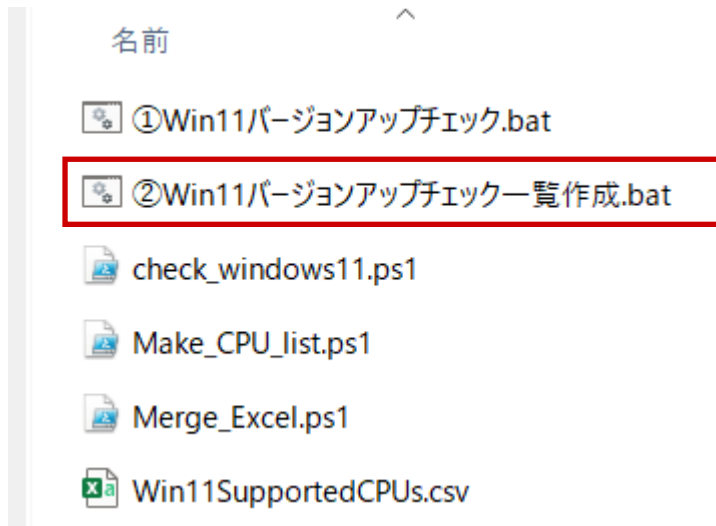 名前
①Win11バージョンアップチェック.bat
②Win11バージョンアップチェック一覧作成.bat
check_windows11.ps1
Make_CPU_list.ps1
Merge_Excel.ps1
Win11SupportedCPUs.csv